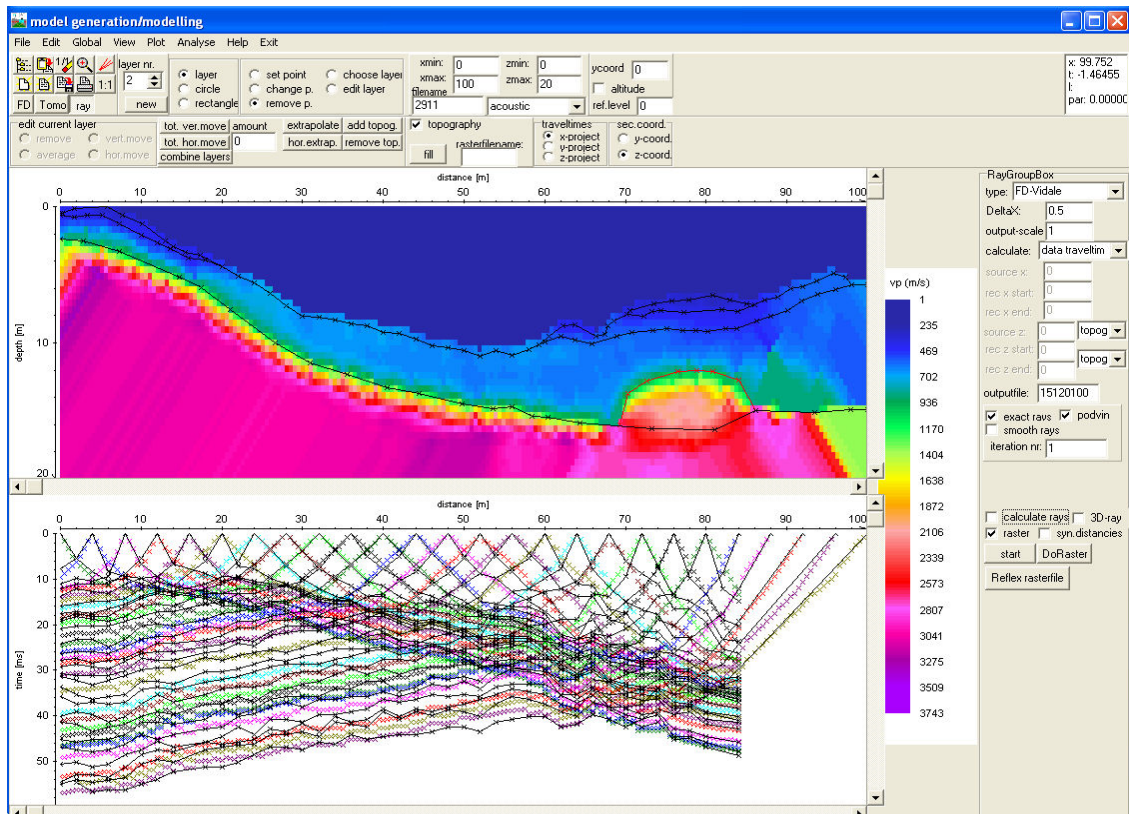 model generation/modelling
File Edit Global View Plot Analyse Help Exit
layer nr.
2
new
1:1
FD Tomo ray
layer
circle
rectangle
set point
change p.
remove p.
choose layer
edit layer
xmin: 0
xmax: 100
zmin: 0
zmax: 20
filename
2911
acoustic
ycoord 0
altitude
ref.level 0
x: 99.752
t: -1.46455
l:
par: 0.00000
edit current layer
remove
vert.move
average
hor.move
tot. ver.move amount
tot. hor.move 0
combine layers
extrapolate add topog.
hor.extrap. remove top.
topography
fill
rasterfilename:
traveltimes
x-project
y-project
z-project
sec.coord.
y-coord.
z-coord.
distance [m]
0 10 20 30 40 50 60 70 80 90 100
depth [m]
0
10
20
vp (m/s)
1
235
469
702
936
1170
1404
1638
1872
2106
2339
2573
2807
3041
3275
3509
3743
distance [m]
0 10 20 30 40 50 60 70 80 90 100
time [ms]
0
10
20
30
40
50
RayGroupBox
type: FD-Vidale
DeltaX: 0.5
output-scale 1
calculate: data traveltim
source x: 0
rec x start: 0
rec x end: 0
source z: 0 topog
rec z start: 0
rec z end: 0
topog
outputfile: 15120100
exact rays podvin
smooth rays
iteration nr: 1
calculate rays 3D-ray
raster syn.distancies
start DoRaster
Reflex rasterfile